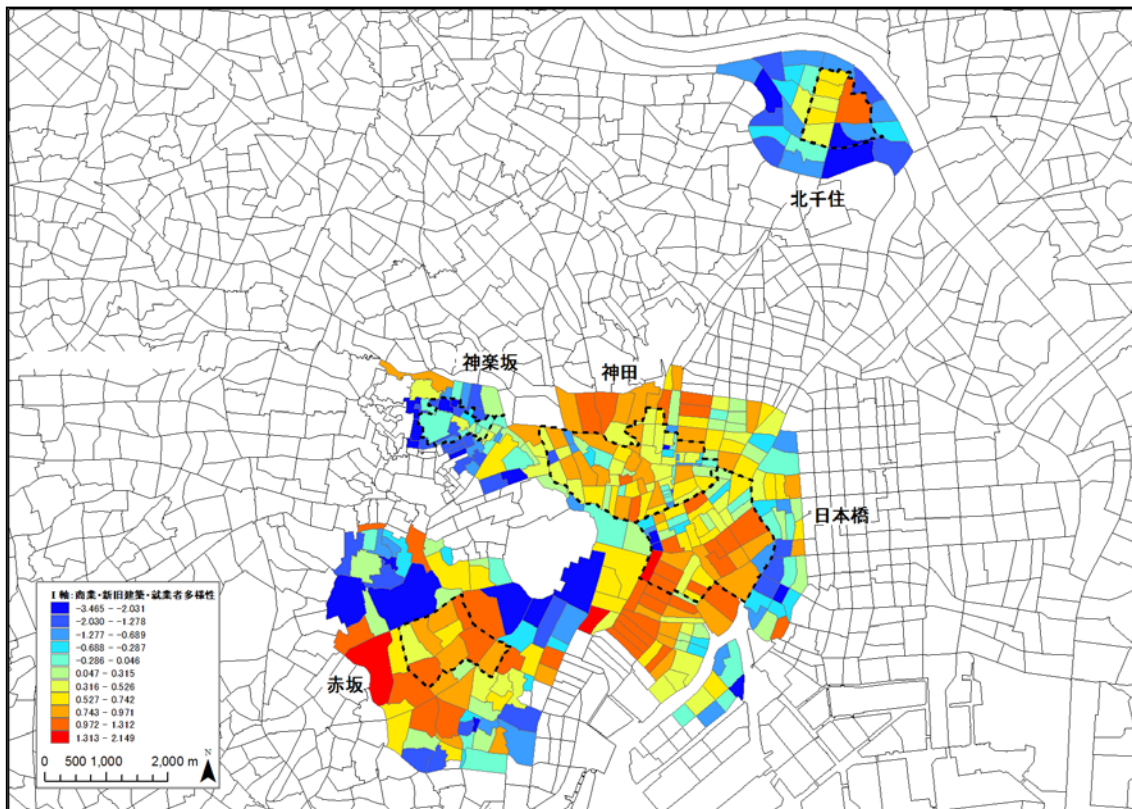 北千住
神楽坂
神田
日本橋
赤坂
I 軸:商業・新旧建築・就業者多様性
-3.465 - -2.031
-2.030 - -1.278
-1.277 - -0.689
-0.688 - -0.287
-0.286 - 0.046
0.047 - 0.315
0.316 - 0.526
0.527 - 0.742
0.743 - 0.971
0.972 - 1.312
1.313 - 2.149
N
0 500 1,000 2,000 m